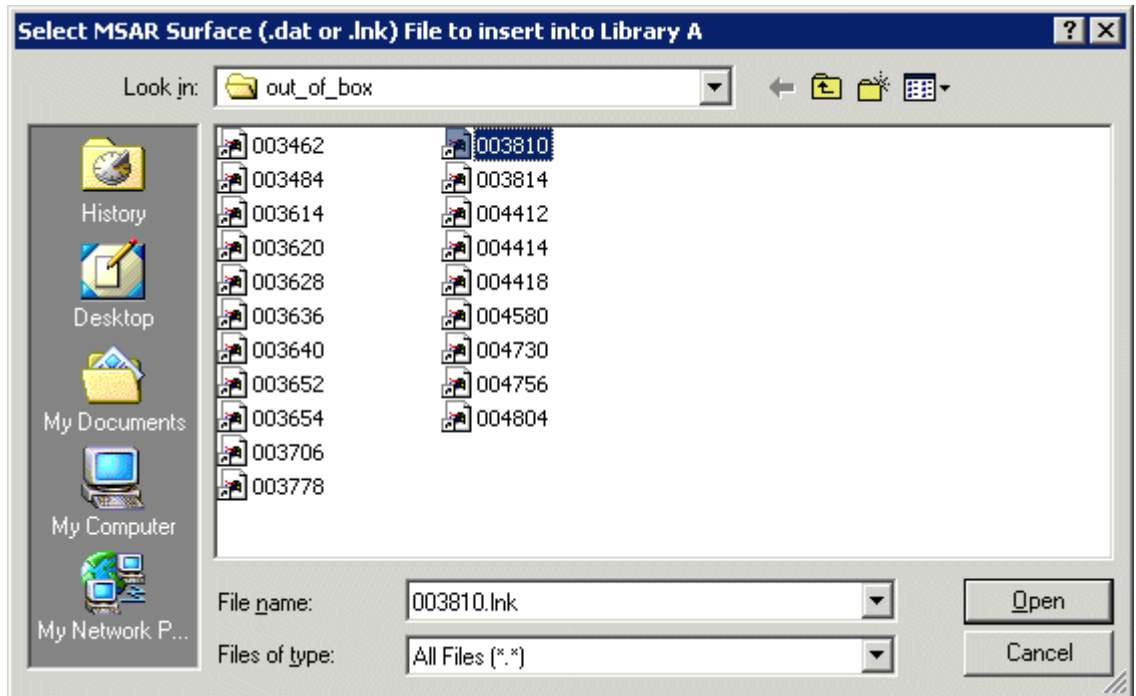 Select MSAR Surface (.dat or .lnk) File to insert into Library A
Look in: out_of_box
History
Desktop
My Documents
My Computer
My Network P...
003462
003484
003614
003620
003628
003636
003640
003652
003654
003706
003778
003810
003814
004412
004414
004418
004580
004730
004756
004804
File name: 003810.lnk Open
Files of type: All Files (*.*) Cancel